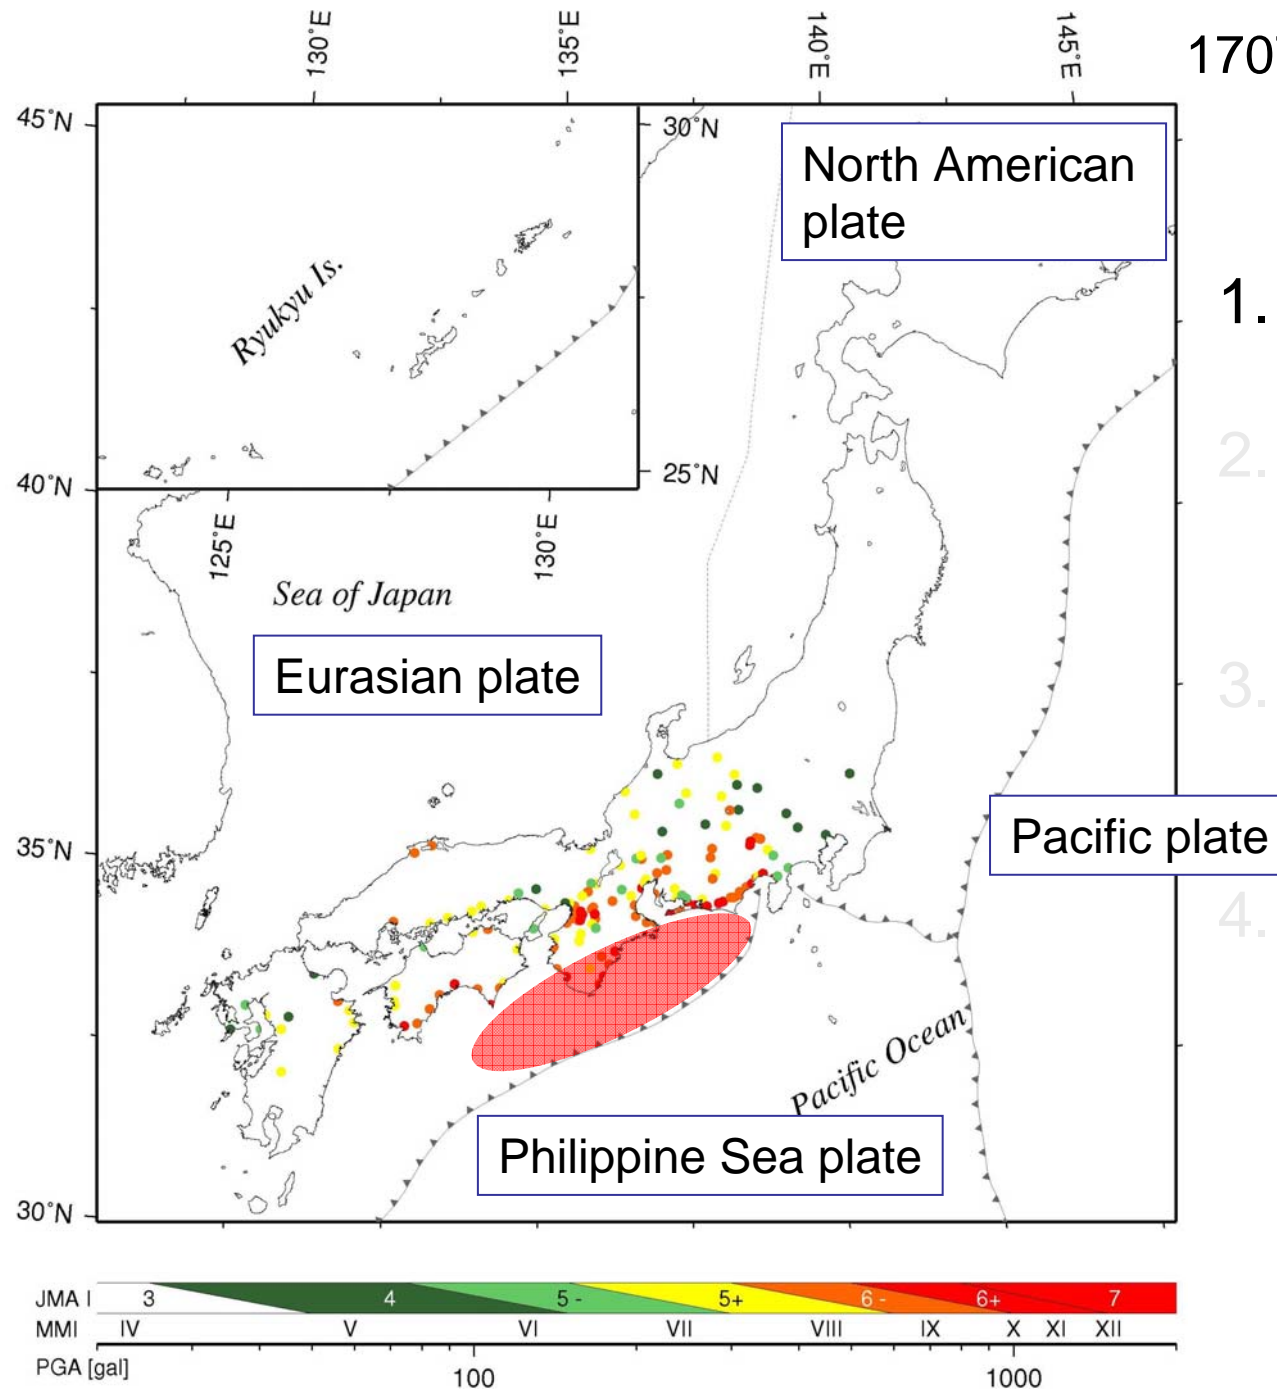 130°E
135°E
140°E
145°E
170
45°N
30°N
North American
plate
Ryukyu Is.
1.
2.
25°N
40°N
125°E
130°E
Sea of Japan
Eurasian plate
3.
Pacific plate
35°N
4.
Pacific Ocean
Philippine Sea plate
30°N
JMA I 3 4 5 - 5+ 6 - 6+ 7
MMI IV V VI VII VIII IX X XI XII
PGA [gal] 100 1000